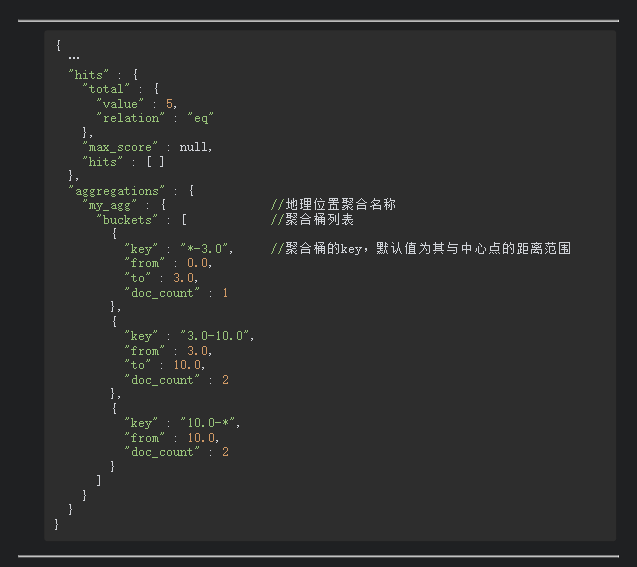 {
  …
  "hits" : {
    "total" : {
      "value" : 5,
      "relation" : "eq"
    },
    "max_score" : null,
    "hits" : [ ]
  },
  "aggregations" : {
    "my_agg" : {               //地理位置聚合名称
      "buckets" : [            //聚合桶列表
        {
          "key" : "*-3.0",     //聚合桶的key，默认值为其与中心点的距离范围
          "from" : 0.0,
          "to" : 3.0,
          "doc_count" : 1
        },
        {
          "key" : "3.0-10.0",
          "from" : 3.0,
          "to" : 10.0,
          "doc_count" : 2
        },
        {
          "key" : "10.0-*",
          "from" : 10.0,
          "doc_count" : 2
        }
      ]
    }
  }
}